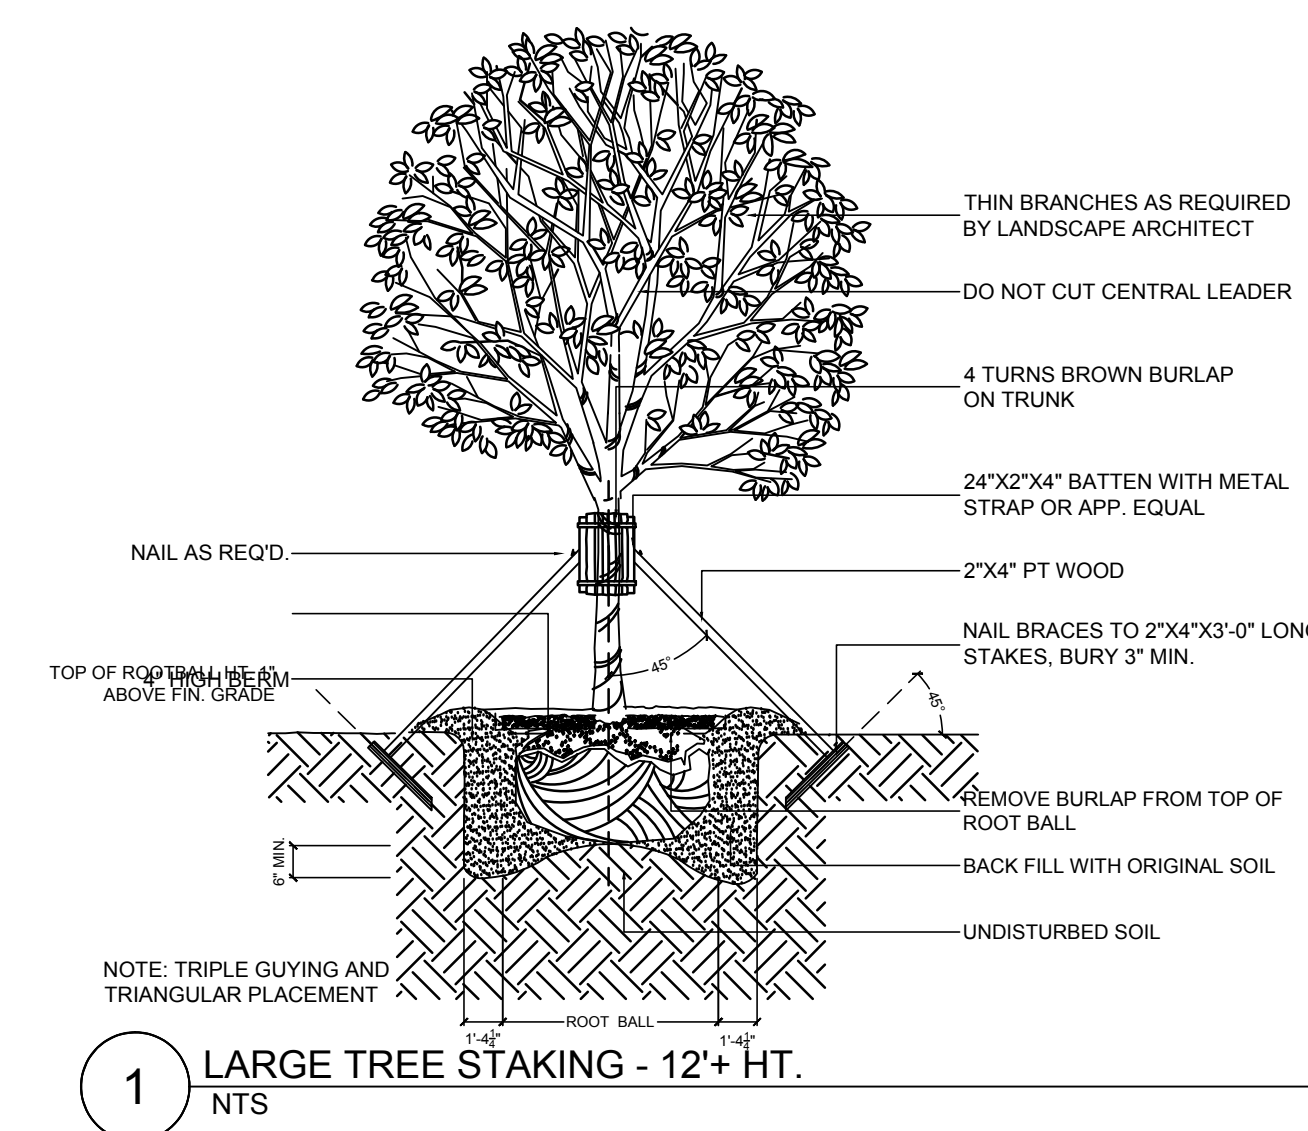 THIN BRANCHES AS REQUIRED
BY LANDSCAPE ARCHITECT
DO NOT CUT CENTRAL LEADER
4 TURNS BROWN BURLAP
ON TRUNK
24"X2"X4" BATTEN WITH METAL
STRAP OR APP. EQUAL
NAIL AS REQ'D.
2"X4" PT WOOD
NAIL BRACES TO 2"X4"X3'-0" LONG
STAKES, BURY 3" MIN.
TOP OF ROOTBALL HT. 1"
ABOVE FIN. GRADE
4" HIGH BERM
45°
45°
REMOVE BURLAP FROM TOP OF
ROOT BALL
6" MIN.
BACK FILL WITH ORIGINAL SOIL
UNDISTURBED SOIL
NOTE: TRIPLE GUYING AND
TRIANGULAR PLACEMENT
ROOT BALL
1'-4¼"
1'-4¼"
1
LARGE TREE STAKING - 12'+ HT.
NTS